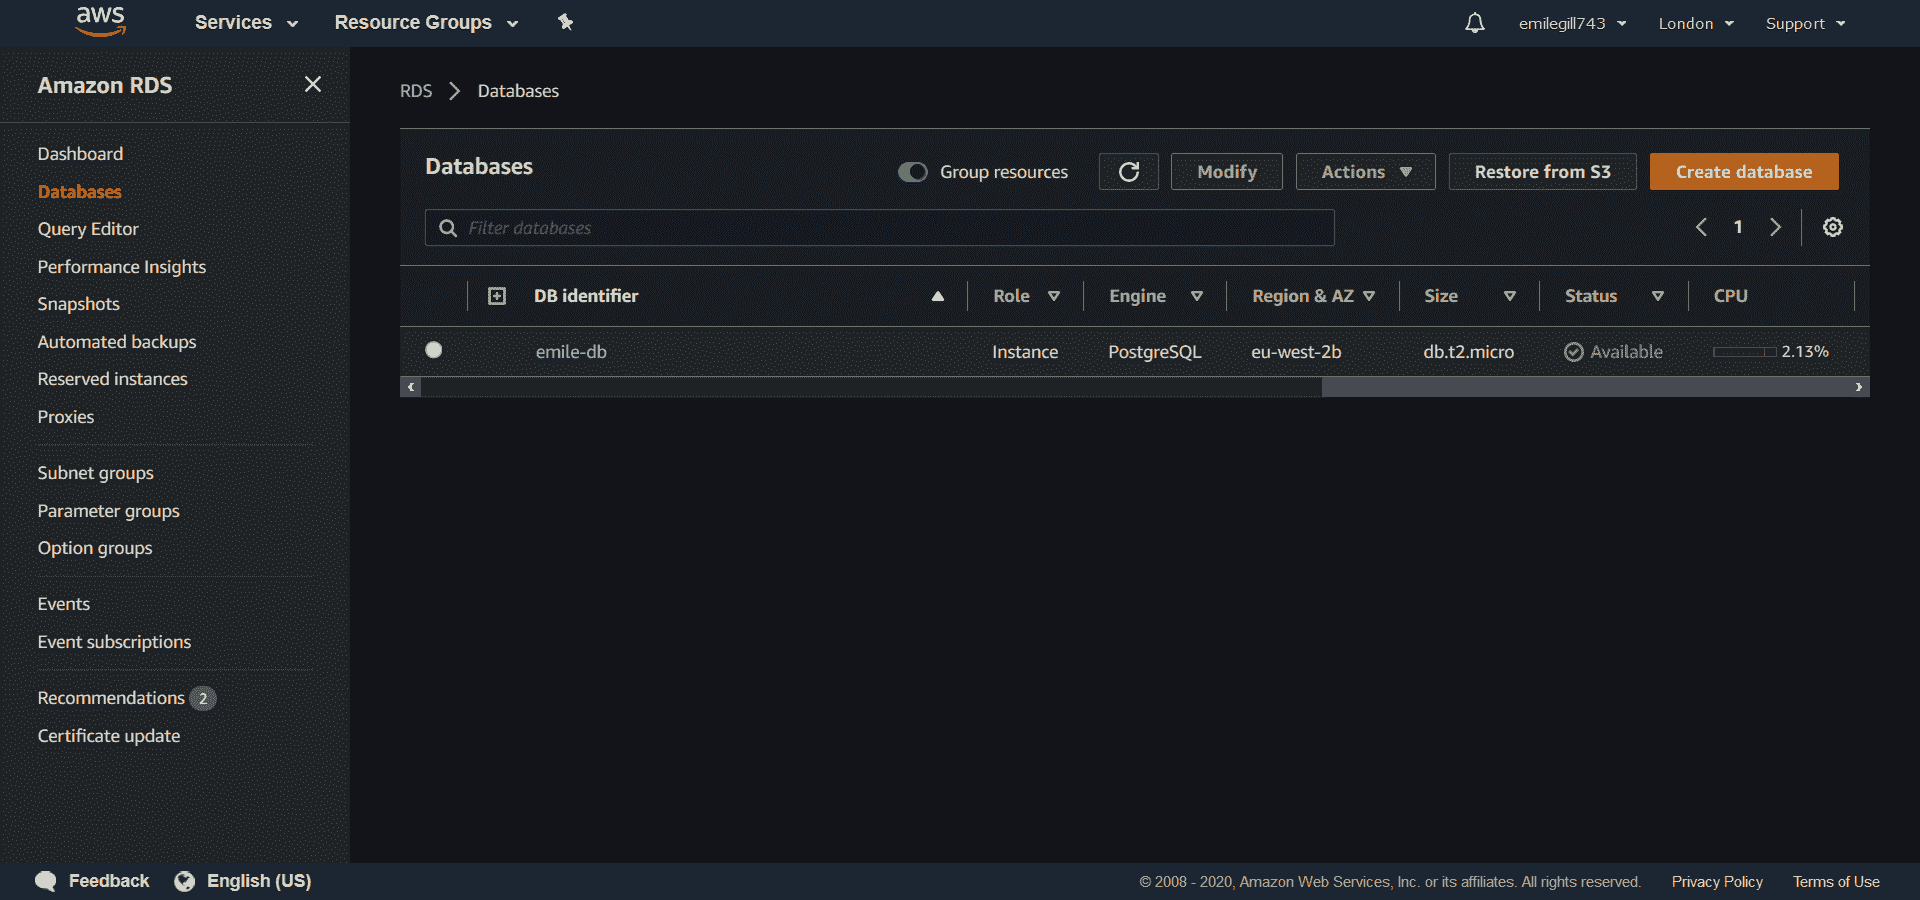 aws Services Resource Groups emilegill743 London Support
Amazon RDS
Dashboard
Databases
Query Editor
Performance Insights
Snapshots
Automated backups
Reserved instances
Proxies
Subnet groups
Parameter groups
Option groups
Events
Event subscriptions
Recommendations 2
Certificate update
RDS Databases
Databases Group resources Modify Actions Restore from S3 Create database
Filter databases 1
DB identifier Role Engine Region & AZ Size Status CPU
emile-db Instance PostgreSQL eu-west-2b db.t2.micro Available 2.13%
Feedback English (US) © 2008 - 2020, Amazon Web Services, Inc. or its affiliates. All rights reserved. Privacy Policy Terms of Use